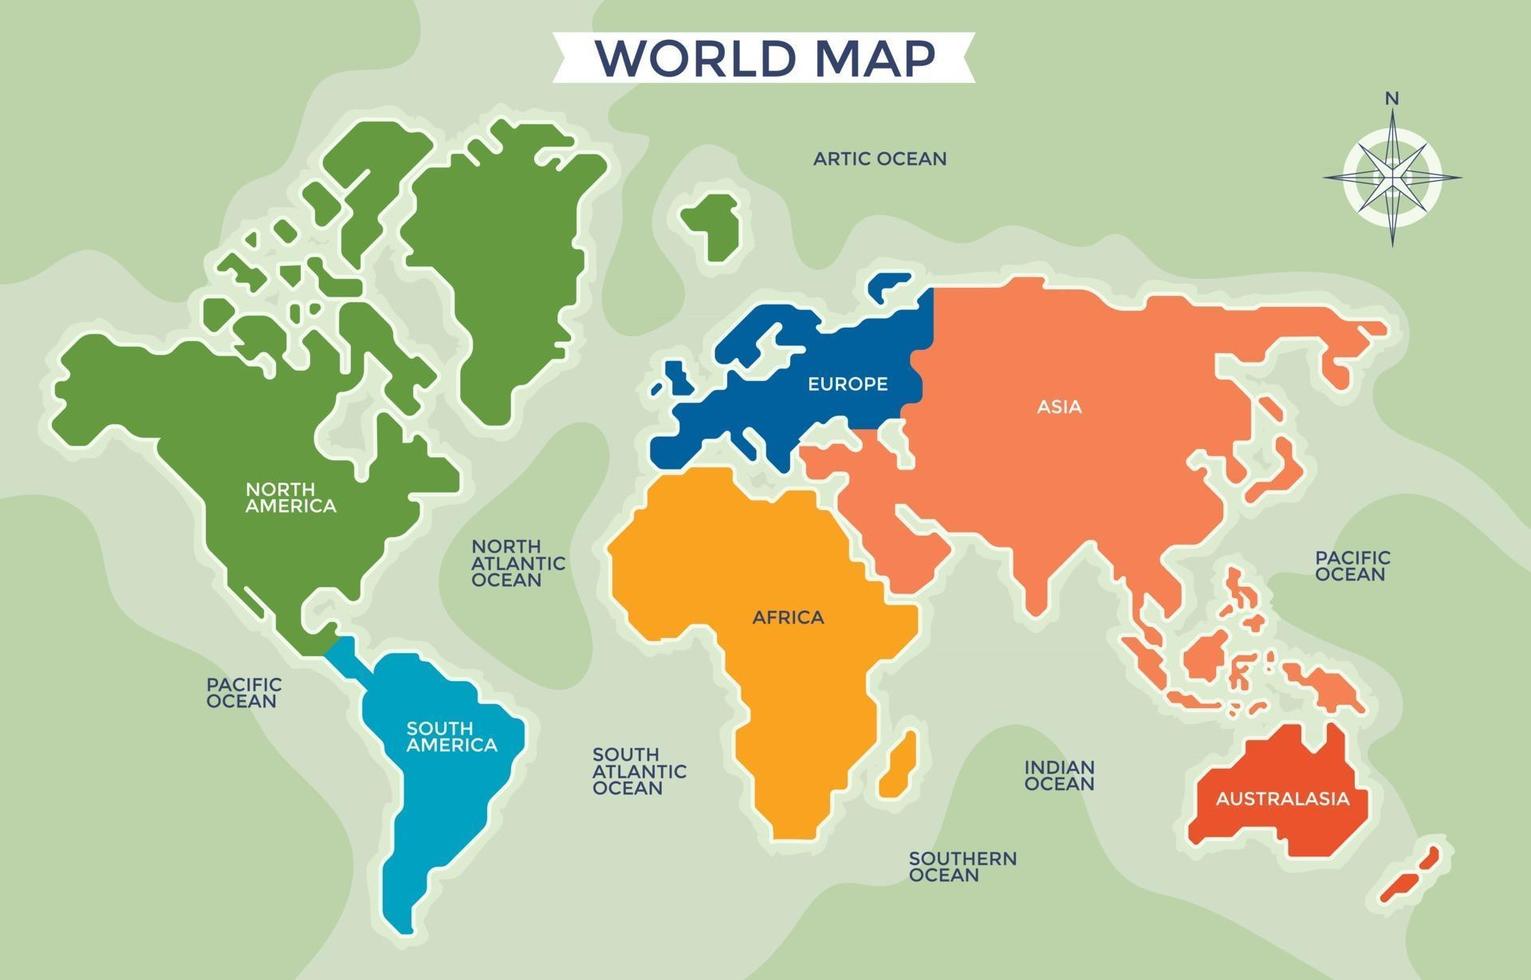 WORLD MAP
N
ARTIC OCEAN
EUROPE
ASIA
NORTH
AMERICA
NORTH
ATLANTIC
OCEAN
PACIFIC
OCEAN
AFRICA
PACIFIC
OCEAN
SOUTH
AMERICA
SOUTH
ATLANTIC
OCEAN
INDIAN
OCEAN
AUSTRALASIA
SOUTHERN
OCEAN